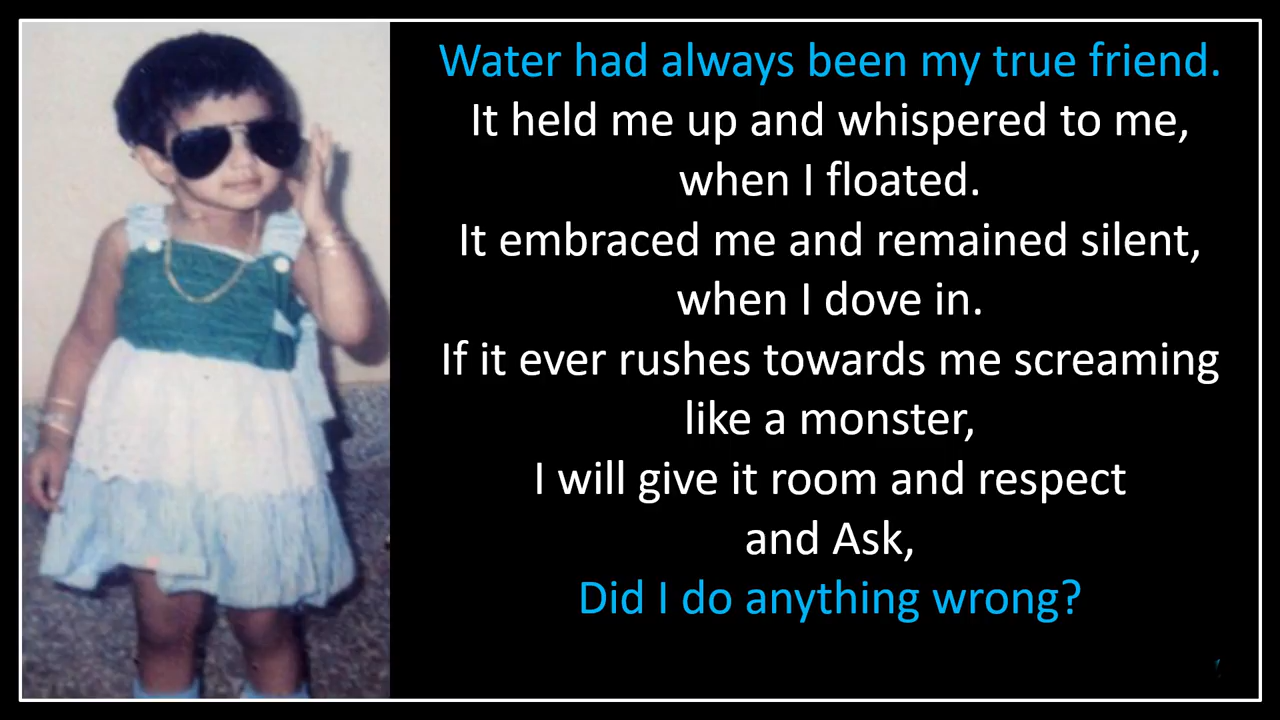 Water had always been my true friend.
It held me up and whispered to me,
when I floated.
It embraced me and remained silent,
when I dove in.
If it ever rushes towards me screaming
like a monster,
I will give it room and respect
and Ask,
Did I do anything wrong?